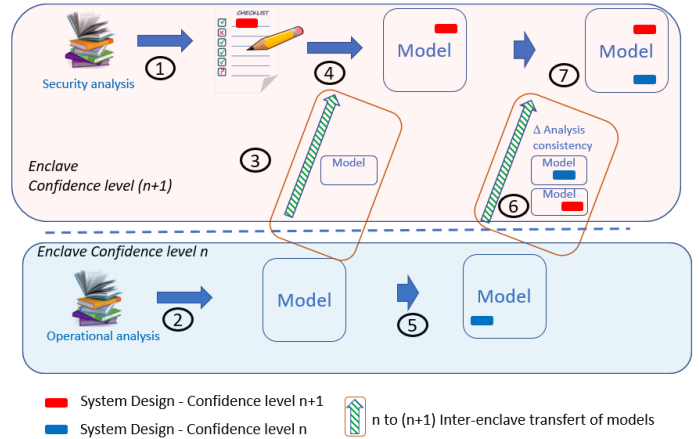 CHECKLIST
Security analysis
1
4
Model
7
Model
3
Model
Δ Analysis
consistency
Model
6
Model
Enclave
Confidence level (n+1)
Enclave Confidence level n
Operational analysis
2
Model
5
Model
System Design - Confidence level n+1
System Design - Confidence level n
n to (n+1) Inter-enclave transfert of models